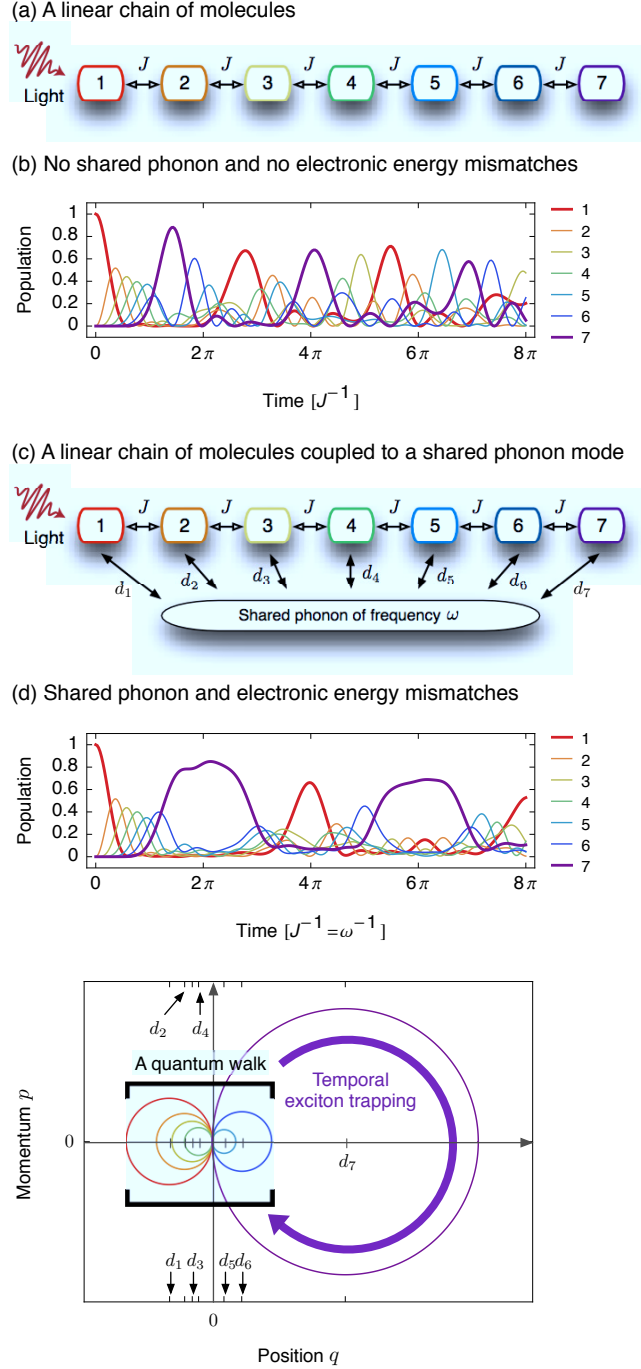 (a) A linear chain of molecules
Light
1 J 2 J 3 J 4 J 5 J 6 J 7
(b) No shared phonon and no electronic energy mismatches
Population
1
0.8
0.6
0.4
0.2
0
0 2π 4π 6π 8π
Time [J⁻¹]
1
2
3
4
5
6
7
(c) A linear chain of molecules coupled to a shared phonon mode
Light
1 J 2 J 3 J 4 J 5 J 6 J 7
d₁ d₂ d₃ d₄ d₅ d₆ d₇
Shared phonon of frequency ω
(d) Shared phonon and electronic energy mismatches
Population
1
0.8
0.6
0.4
0.2
0
0 2π 4π 6π 8π
Time [J⁻¹=ω⁻¹]
1
2
3
4
5
6
7
d₂ d₄
A quantum walk
Temporal
exciton trapping
Momentum p
0
d₇
d₁ d₃ d₅ d₆
0
Position q